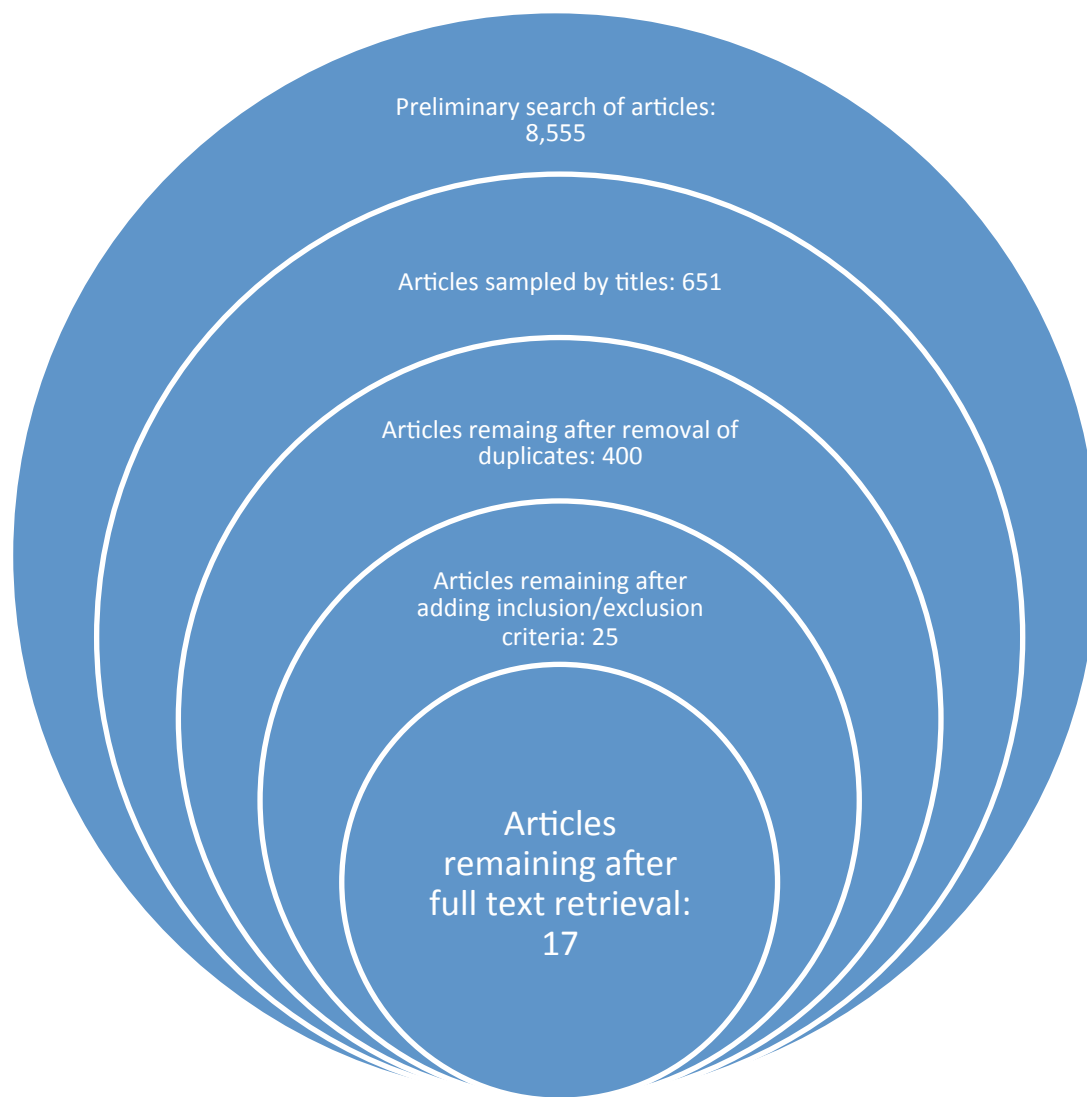 Preliminary search of articles:
8,555
Articles sampled by titles: 651
Articles remaing after removal of
duplicates: 400
Articles remaining after
adding inclusion/exclusion
criteria: 25
Articles
remaining after
full text retrieval:
17